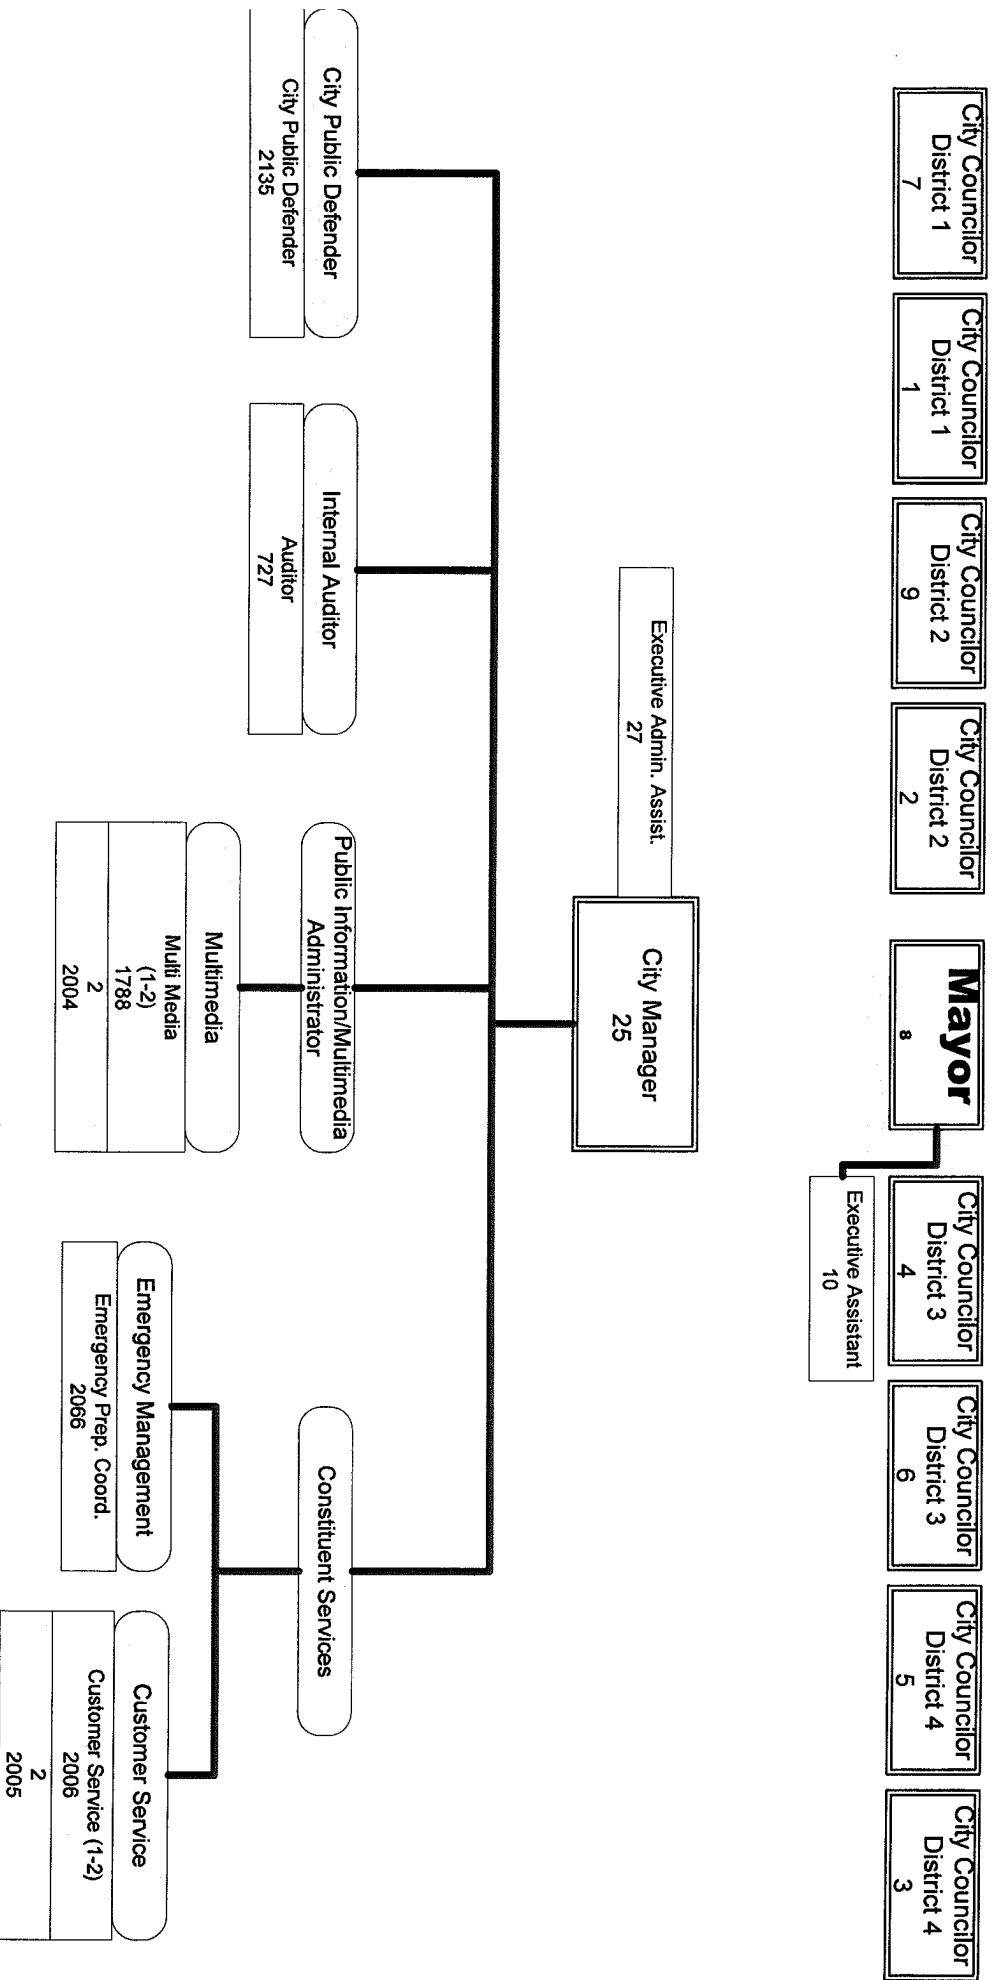 City Councilor
District 1
7
City Councilor
District 1
1
City Councilor
District 2
9
City Councilor
District 2
2
Mayor
8
City Councilor
District 3
4
City Councilor
District 3
6
City Councilor
District 4
5
City Councilor
District 4
3
Executive Assistant
10
Executive Admin. Assist.
27
City Manager
25
City Public Defender
City Public Defender
2135
Internal Auditor
Auditor
727
Public Information/Multimedia
Administrator
Multimedia
Multi Media
(1-2)
1788
2
2004
Constituent Services
Emergency Management
Emergency Prep. Coord.
2066
Customer Service
Customer Service (1-2)
2006
2
2005